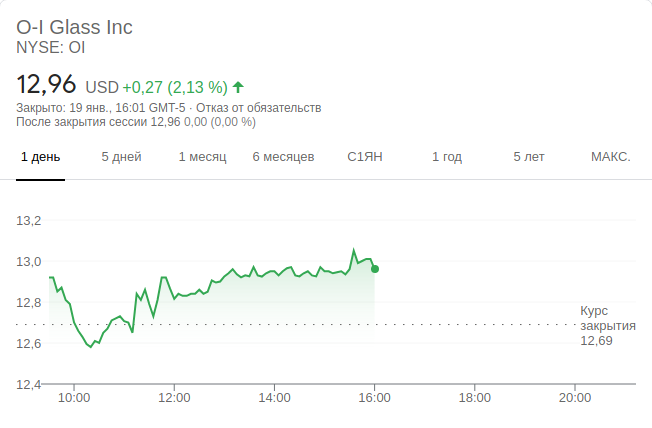 O-I Glass Inc
NYSE: OI
12,96 USD +0,27 (2,13 %)
Закрыто: 19 янв., 16:01 GMT-5 · Отказ от обязательств
После закрытия сессии 12,96 0,00 (0,00 %)
1 день 5 дней 1 месяц 6 месяцев С1ЯН 1 год 5 лет МАКС.
13,2
13,0
12,8
Курс
закрытия
12,69
12,6
12,4
10:00 12:00 14:00 16:00 18:00 20:00